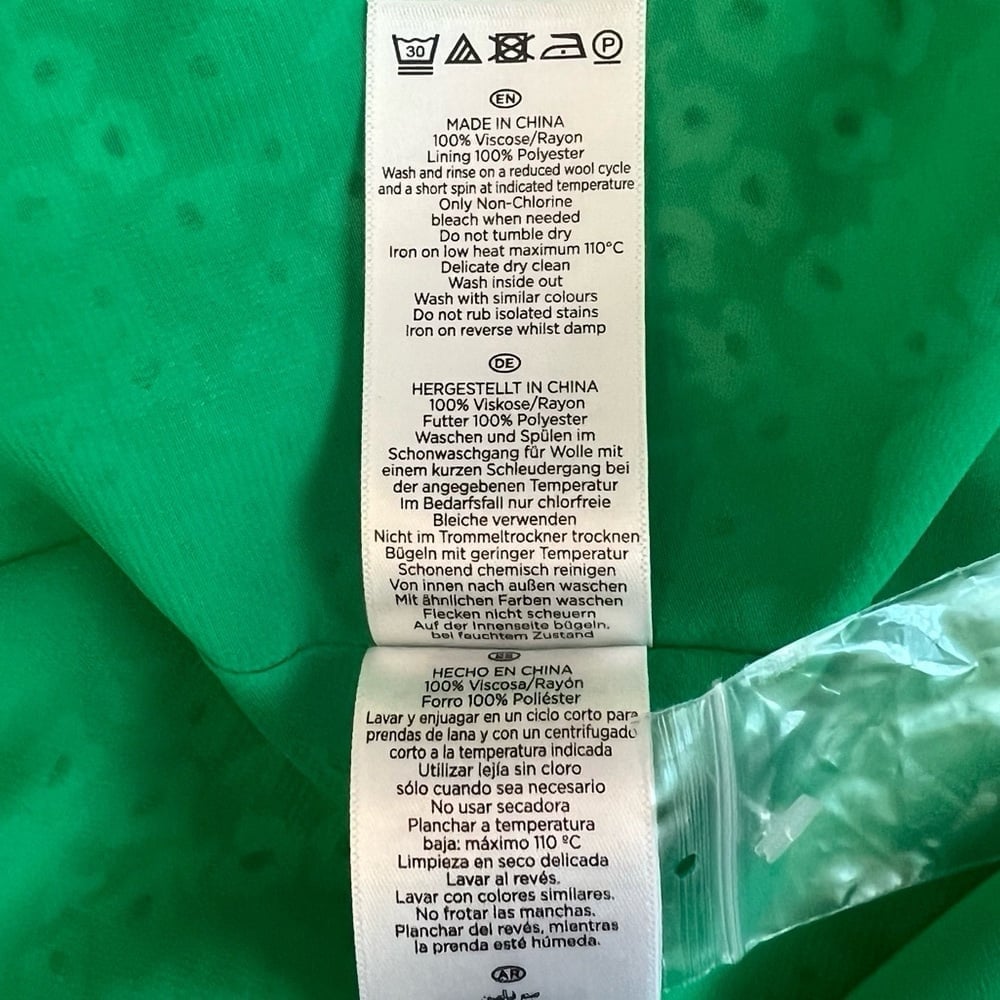 30 P
EN
MADE IN CHINA
100% Viscose/Rayon
Lining 100% Polyester
Wash and rinse on a reduced wool cycle
and a short spin at indicated temperature
Only Non-Chlorine
bleach when needed
Do not tumble dry
Iron on low heat maximum 110°C
Delicate dry clean
Wash inside out
Wash with similar colours
Do not rub isolated stains
Iron on reverse whilst damp
DE
HERGESTELLT IN CHINA
100% Viskose/Rayon
Futter 100% Polyester
Waschen und Spülen im
Schonwaschgang für Wolle mit
einem kurzen Schleudergang bei
der angegebenen Temperatur
Im Bedarfsfall nur chlorfreie
Bleiche verwenden
Nicht im Trommeltrockner trocknen
Bügeln mit geringer Temperatur
Schonend chemisch reinigen
Von innen nach außen waschen
Mit ähnlichen Farben waschen
Flecken nicht scheuern
Auf der Innenseite bügeln,
bei feuchtem Zustand
HECHO EN CHINA
100% Viscosa/Rayón
Forro 100% Poliéster
Lavar y enjuagar en un ciclo corto para
prendas de lana y con un centrifugado
corto a la temperatura indicada
Utilizar lejía sin cloro
sólo cuando sea necesario
No usar secadora
Planchar a temperatura
baja: máximo 110 ºC
Limpieza en seco delicada
Lavar al revés.
Lavar con colores similares.
No frotar las manchas.
Planchar del revés, mientras
la prenda esté húmeda.
AR